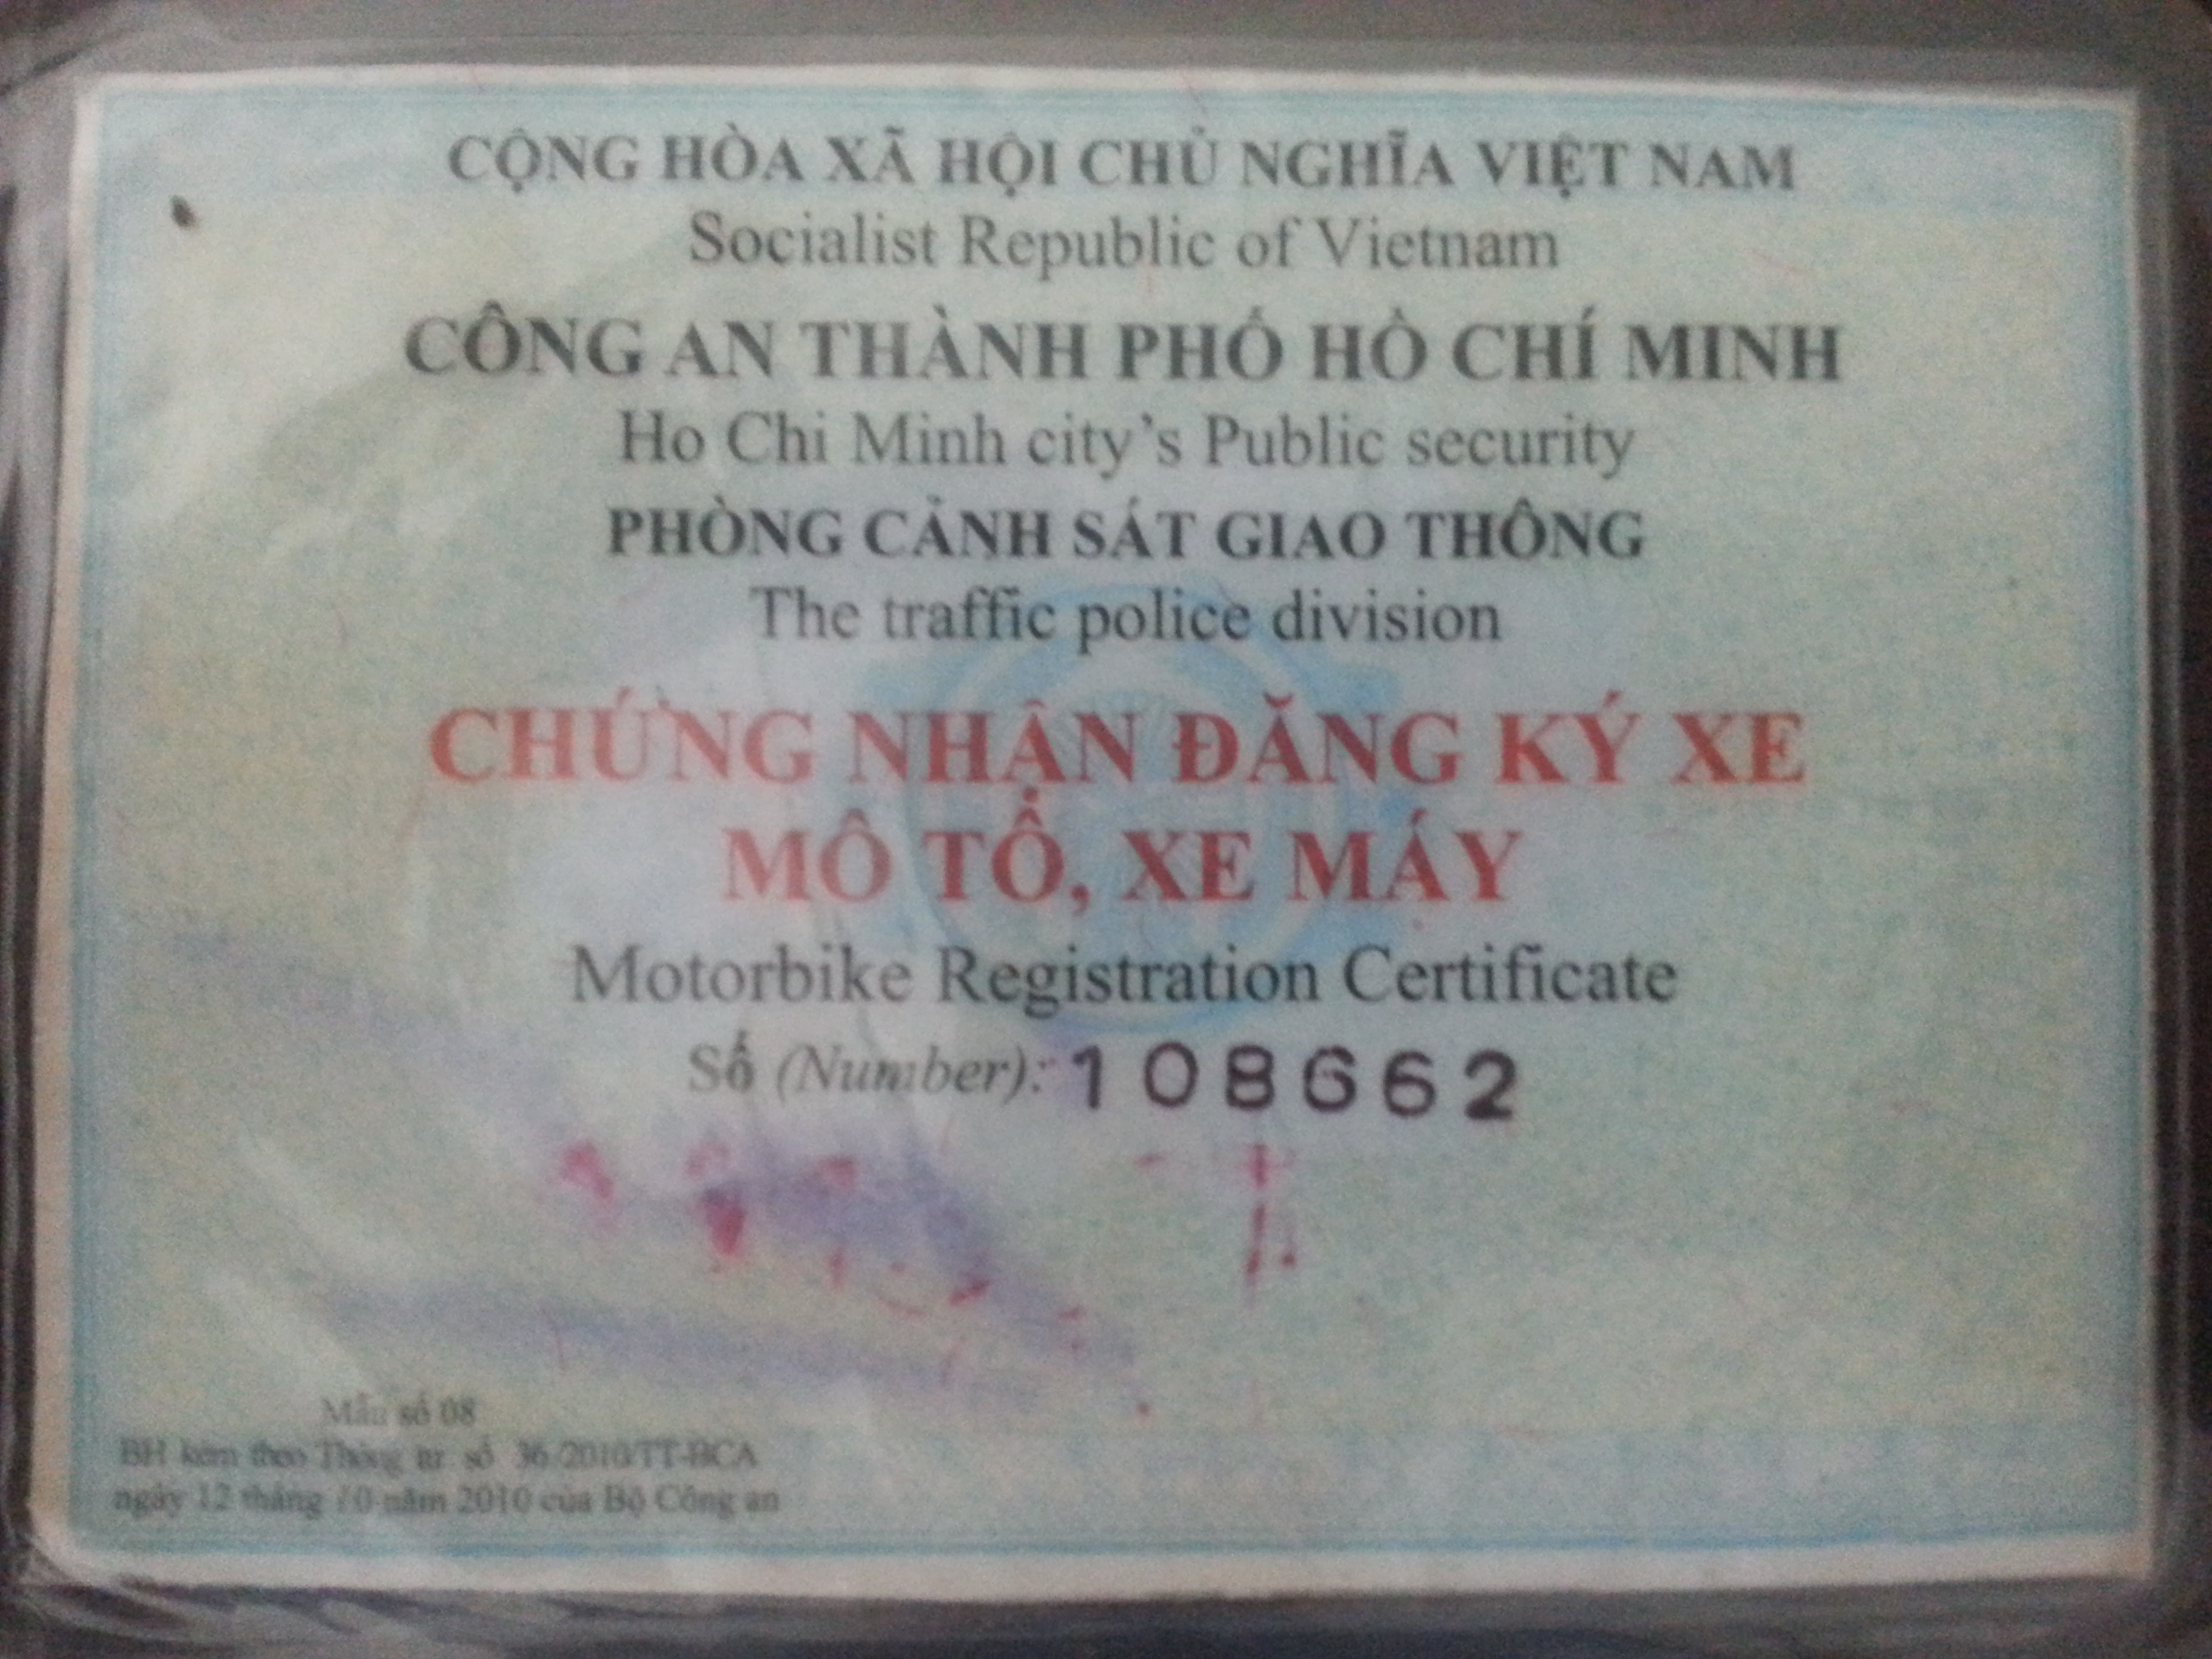 CỘNG HÒA XÃ HỘI CHỦ NGHĨA VIỆT NAM
Socialist Republic of Vietnam
CÔNG AN THÀNH PHỐ HỒ CHÍ MINH
Ho Chi Minh city's Public security
PHÒNG CẢNH SÁT GIAO THÔNG
The traffic police division
CHỨNG NHẬN ĐĂNG KÝ XE
MÔ TÔ, XE MÁY
Motorbike Registration Certificate
Số (Number): 108662
Mẫu số 08
BH kèm theo Thông tư số 36/2010/TT-BCA
ngày 12 tháng 10 năm 2010 của Bộ Công an